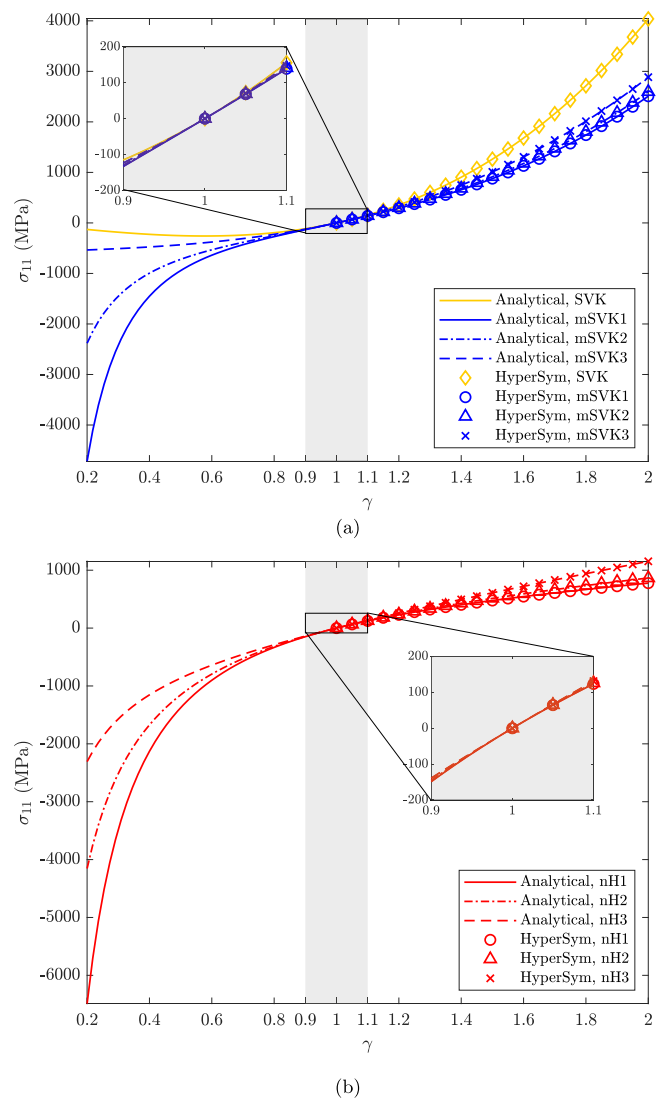 4000
3000
2000
1000
0
-1000
-2000
-3000
-4000
σ11 (MPa)
200
100
0
-100
-200
0.9
1
1.1
Analytical, SVK
Analytical, mSVK1
Analytical, mSVK2
Analytical, mSVK3
HyperSym, SVK
HyperSym, mSVK1
HyperSym, mSVK2
HyperSym, mSVK3
0.2 0.4 0.6 0.8 0.9 1 1.1 1.2 1.4 1.6 1.8 2
γ
(a)
1000
0
-1000
-2000
-3000
-4000
-5000
-6000
σ11 (MPa)
200
100
0
-100
-200
0.9
1
1.1
Analytical, nH1
Analytical, nH2
Analytical, nH3
HyperSym, nH1
HyperSym, nH2
HyperSym, nH3
0.2 0.4 0.6 0.8 0.9 1 1.1 1.2 1.4 1.6 1.8 2
γ
(b)